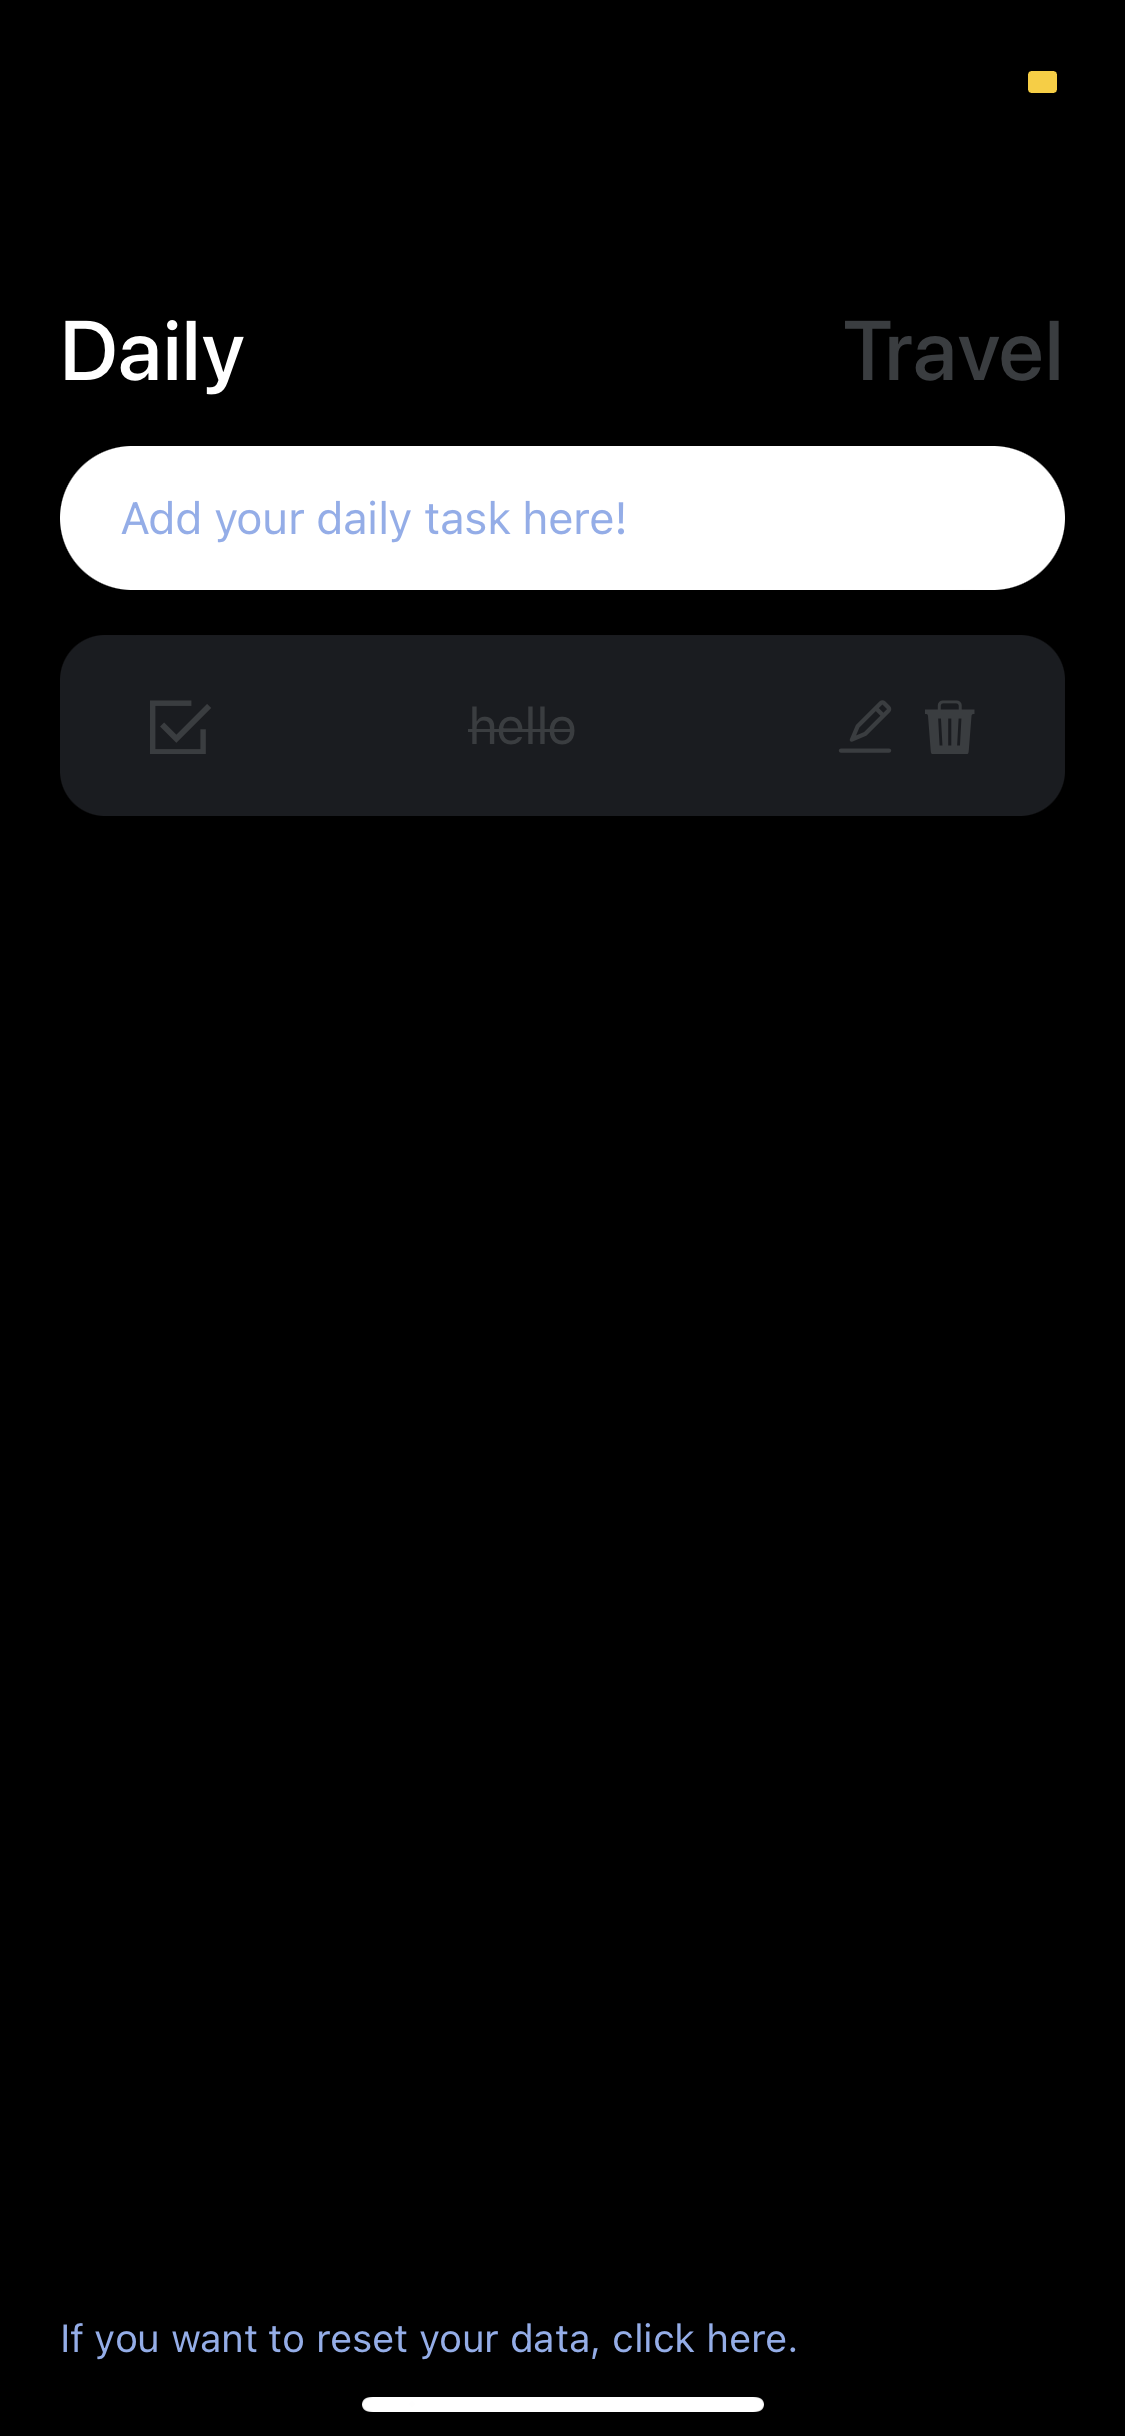 Daily
Travel
Add your daily task here!
hello
If you want to reset your data, click here.